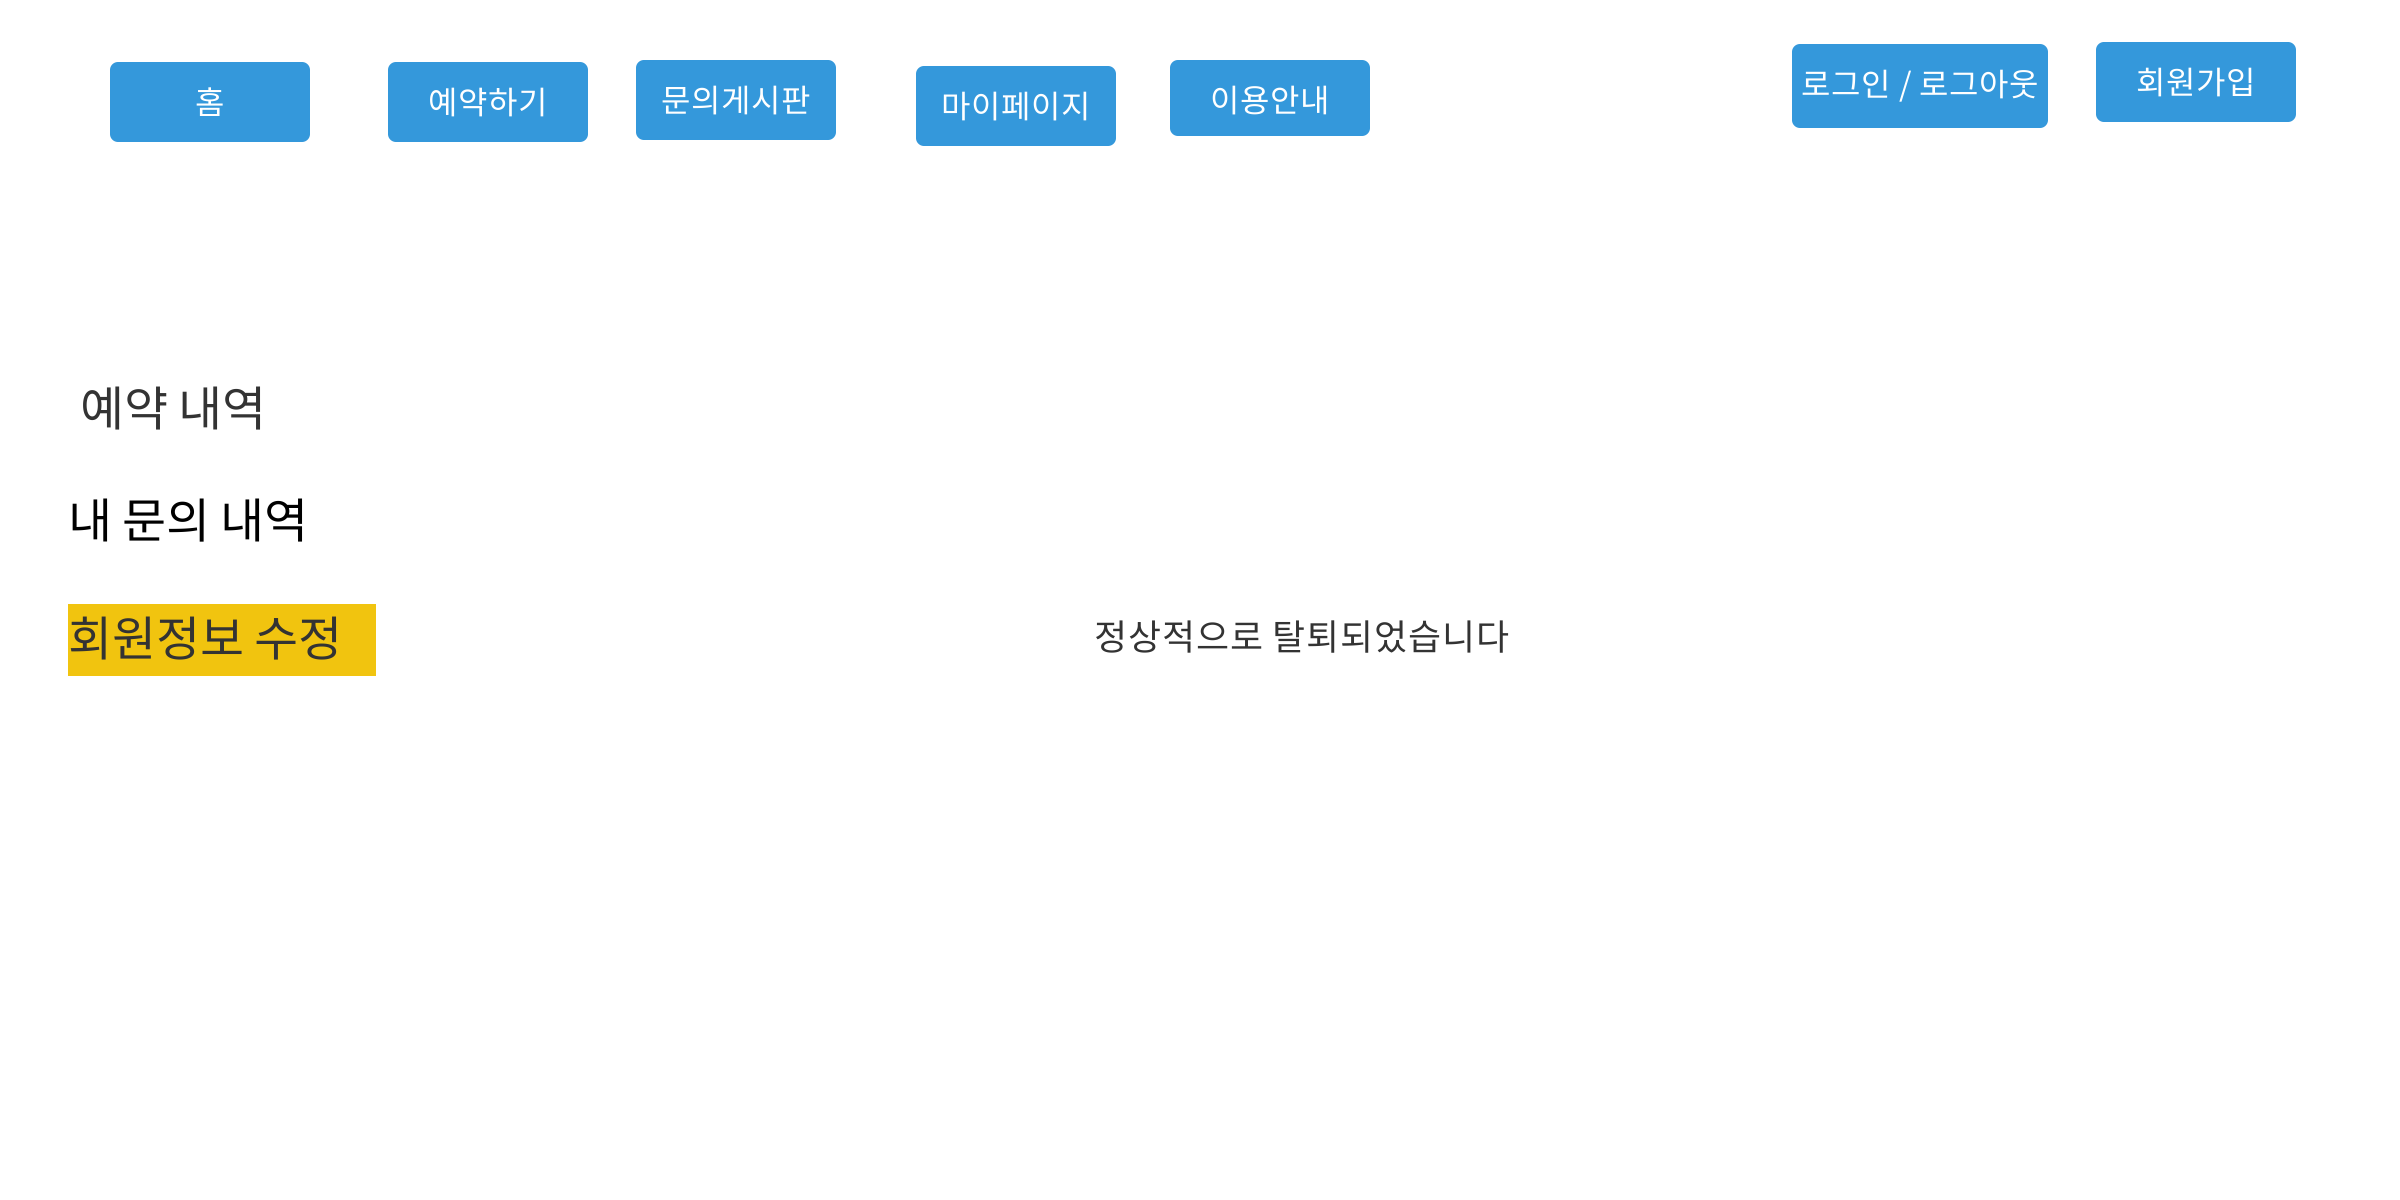 홈
예약하기
문의게시판
마이페이지
이용안내
로그인 / 로그아웃
회원가입
예약 내역
내 문의 내역
회원정보 수정
정상적으로 탈퇴되었습니다